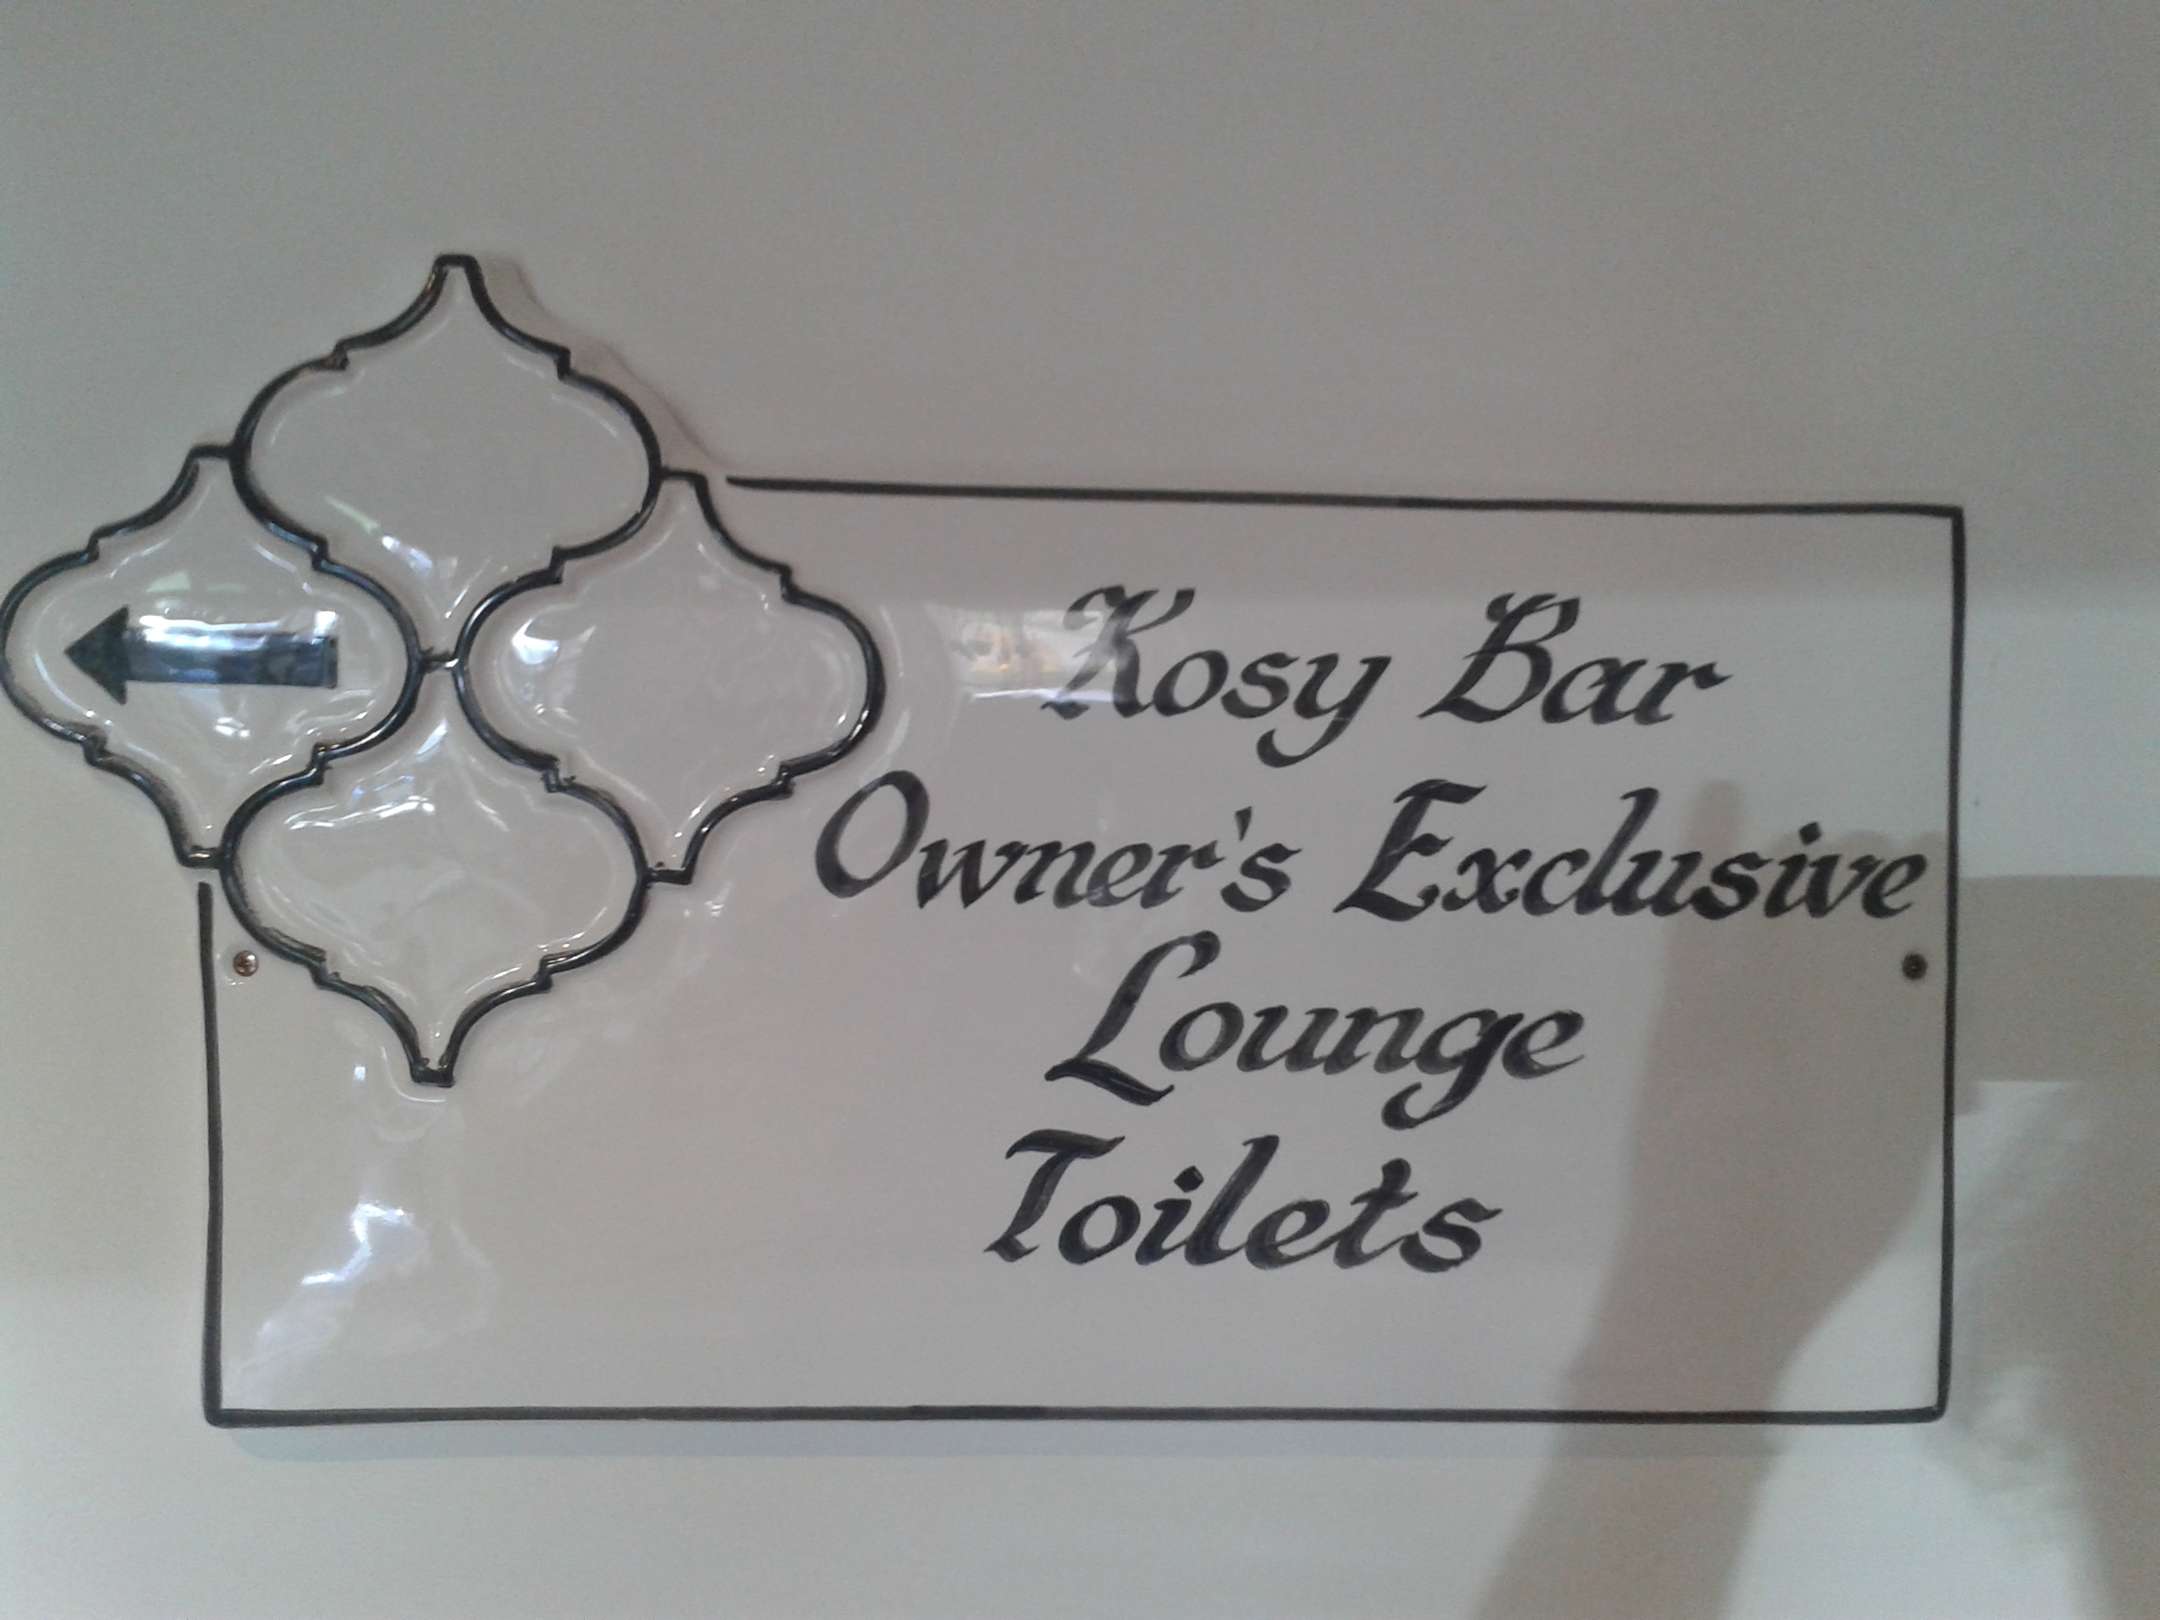 Kosy Bar
Owner's Exclusive
Lounge
Toilets